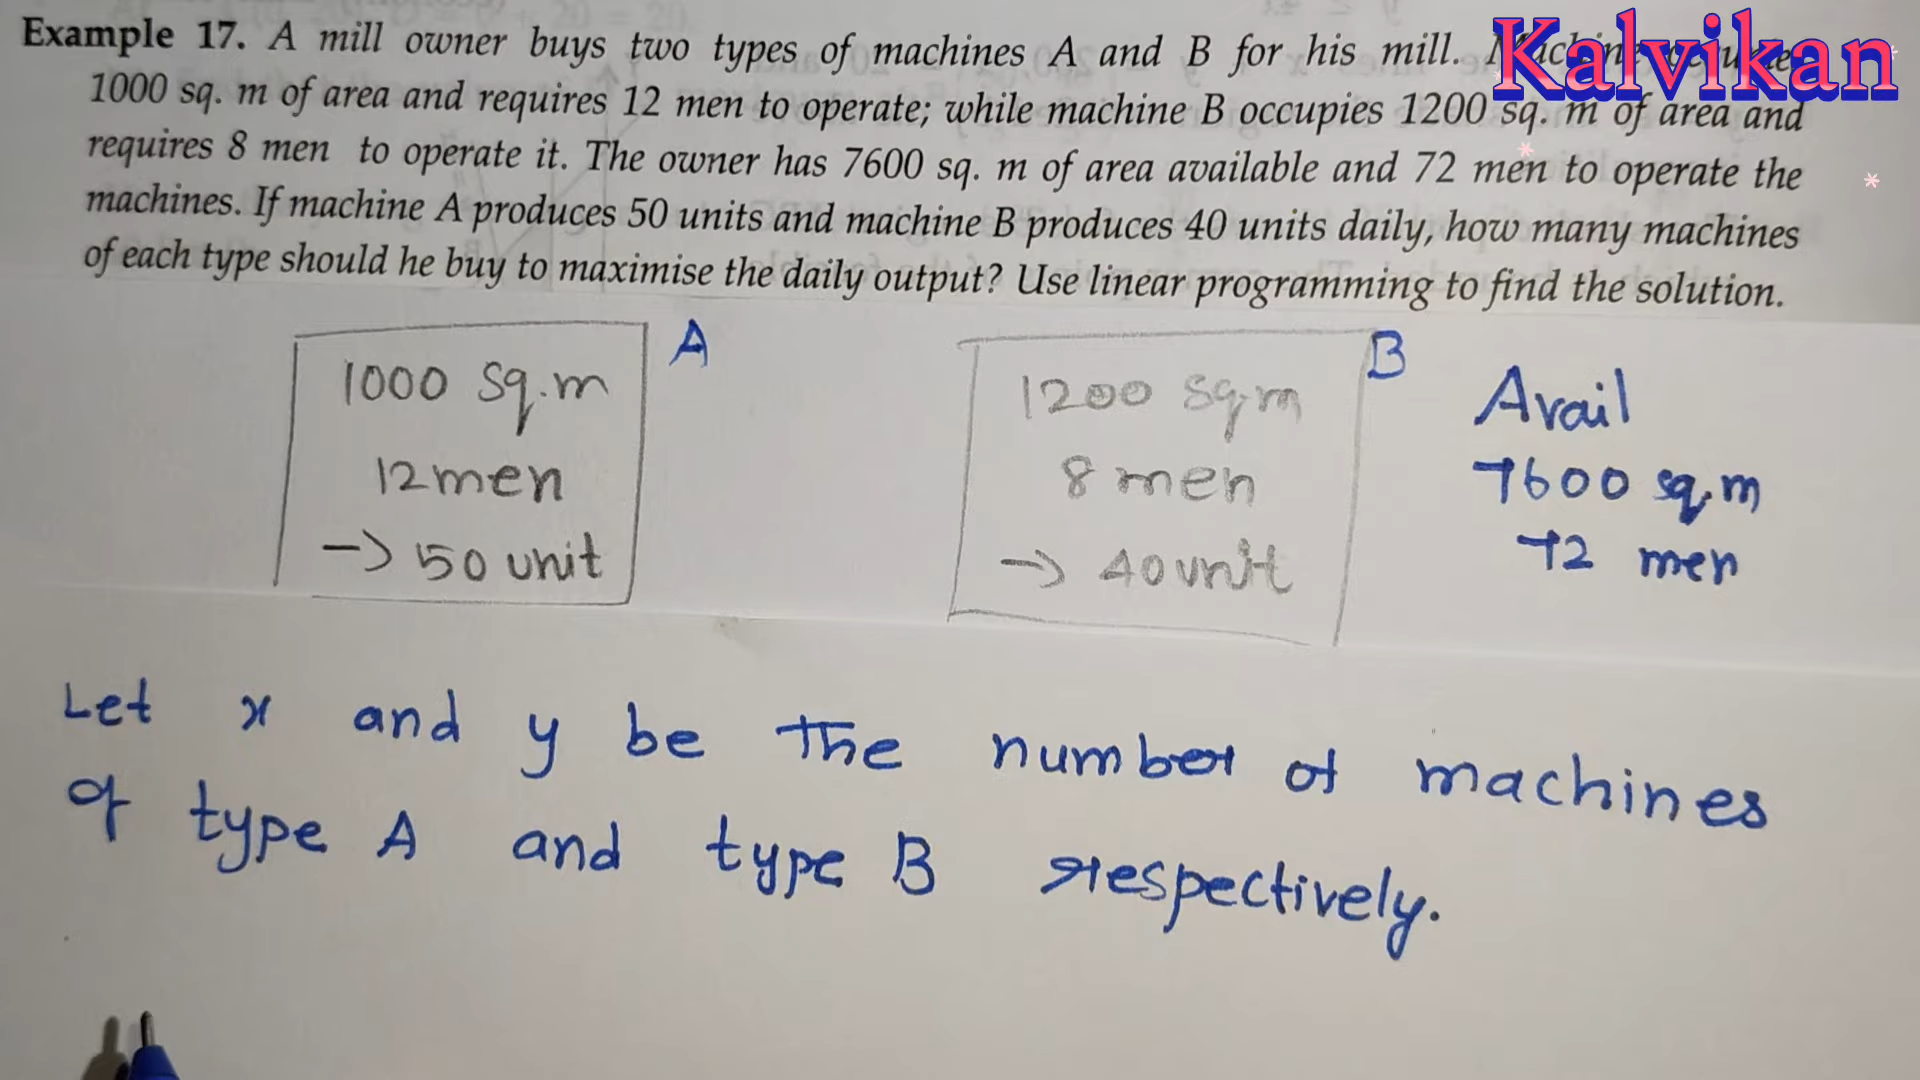 Kalvikan
Example 17. A mill owner buys two types of machines A and B for his mill.
1000 sq. m of area and requires 12 men to operate; while machine B occupies 1200 sq. m of area and
requires 8 men to operate it. The owner has 7600 sq. m of area available and 72 men to operate the
machines. If machine A produces 50 units and machine B produces 40 units daily, how many machines
of each type should he buy to maximise the daily output? Use linear programming to find the solution.
A
1000 sq.m
12 men
-> 50 unit
B
1200 sq.m
8 men
-> 40 unit
Avail
7600 sq.m
72 men
Let x and y be the number of machines
of type A and type B respectively.